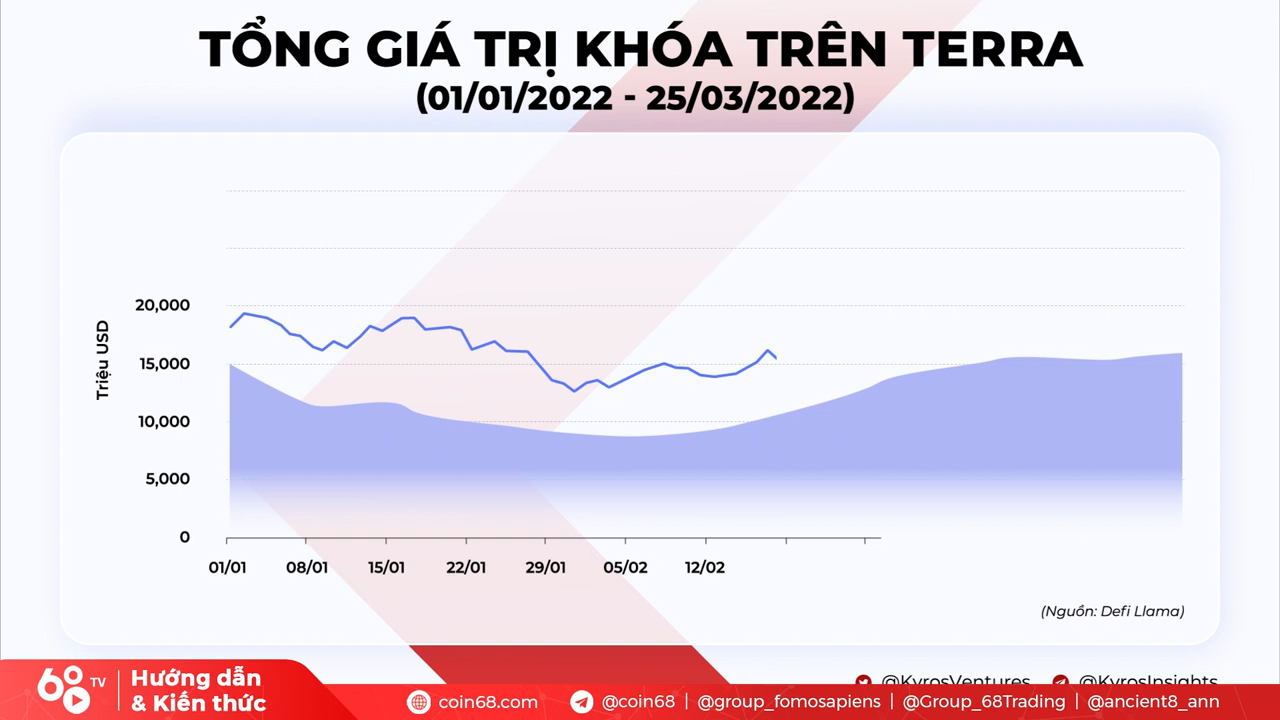 TỔNG GIÁ TRỊ KHÓA TRÊN TERRA
(01/01/2022 - 25/03/2022)
Triệu USD
20,000
15,000
10,000
5,000
0
01/01 08/01 15/01 22/01 29/01 05/02 12/02
(Nguồn: Defi Llama)
@KyrosVentures @KyrosInsights
68 TV
Hướng dẫn
& Kiến thức
coin68.com @coin68 | @group_fomosapiens | @Group_68Trading | @ancient8_ann